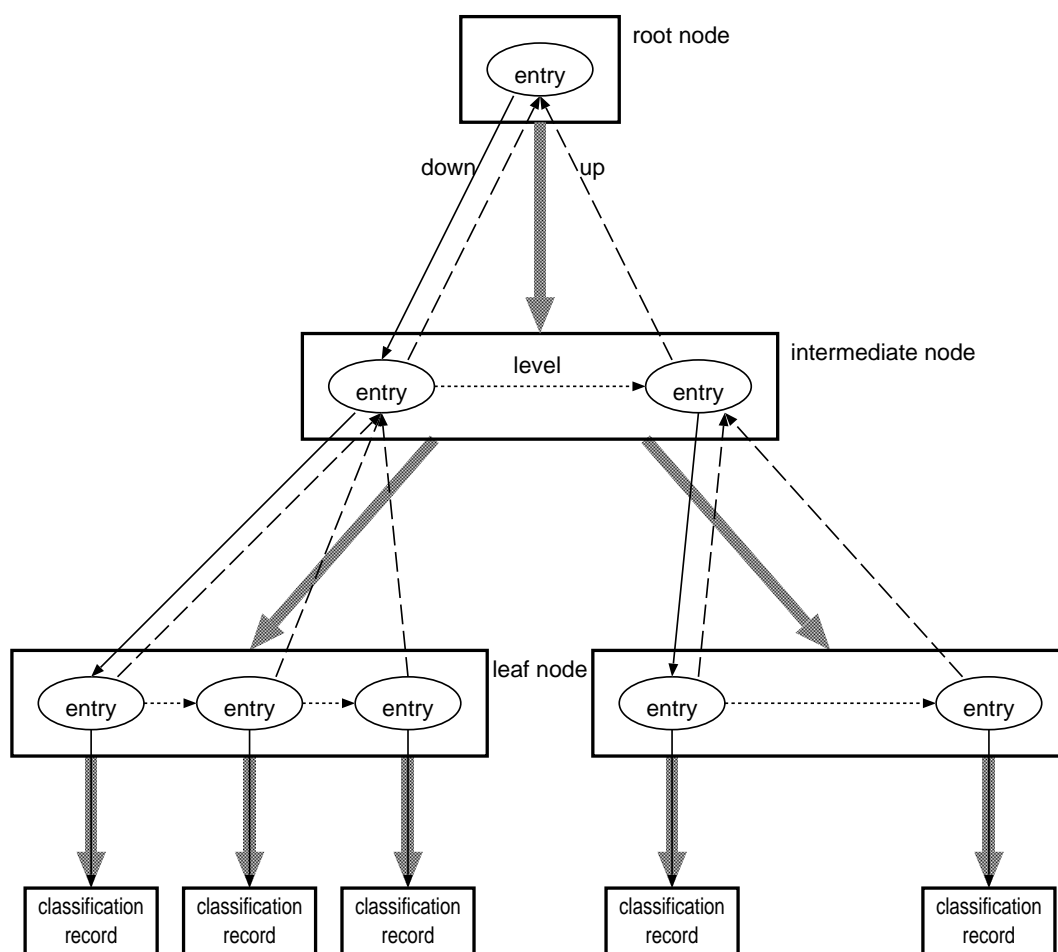 root node
entry
down
up
intermediate node
level
entry
entry
leaf node
entry
entry
entry
entry
entry
classification
record
classification
record
classification
record
classification
record
classification
record